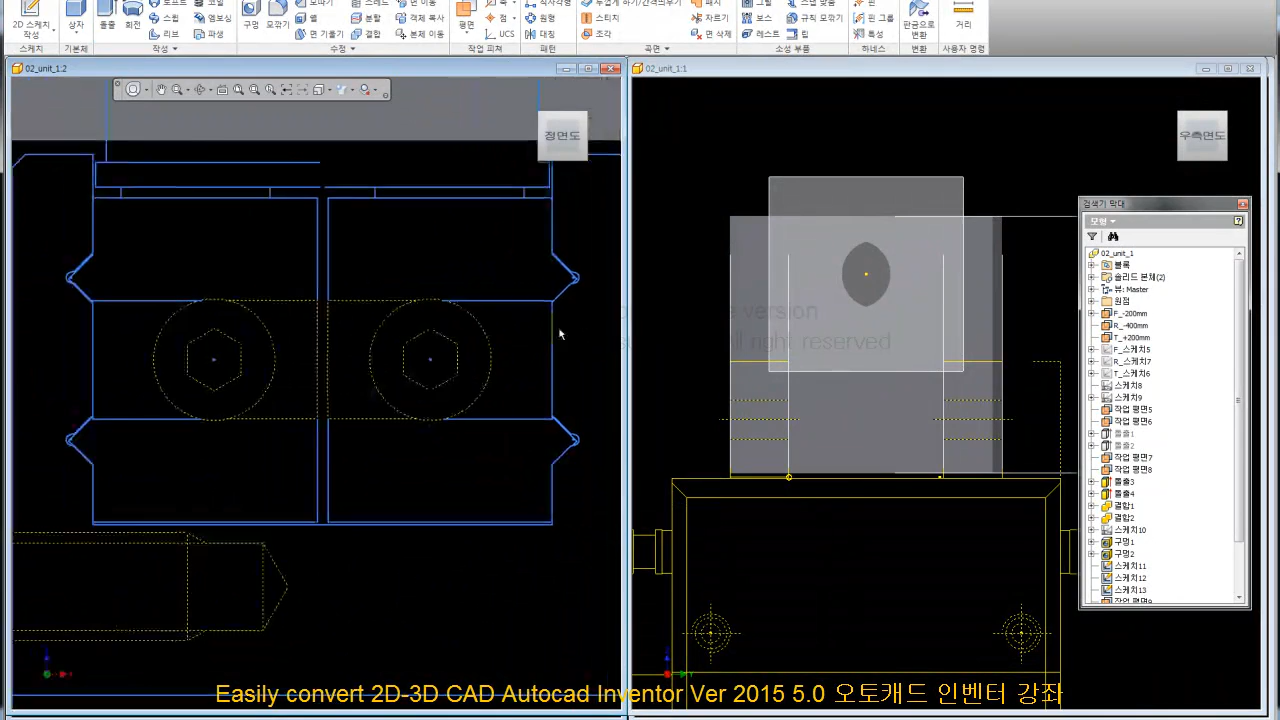 2D 스케치
작성
상자
돌출
회전
스윕
리브
엠보싱
파생
구멍
모깎기
면 기울기
분할
결합
객체 복사
본체 이동
평면
점
UCS
원형
대칭
스티치
조각
자르기
면 삭제
보스
레스트
규칙 모깎기
립
핀 그룹
특성
판금으로
변환
거리
스케치
기본체
작성
수정
작업 피쳐
패턴
곡면
소성 부품
하네스
변환
사용자 명령
02_unit_1:2
02_unit_1:1
정면도
우측면도
version
all right reserved
검색기 막대
모형
02_unit_1
블록
솔리드 본체(2)
뷰: Master
원점
F_-200mm
R_-400mm
T_+200mm
F_스케치5
R_스케치7
T_스케치6
스케치8
스케치9
작업 평면5
작업 평면6
돌출1
돌출2
작업 평면7
작업 평면8
돌출3
돌출4
결합1
결합2
스케치10
구멍1
구멍2
스케치11
스케치12
스케치13
작업 평면9
Easily convert 2D-3D CAD Autocad Inventor Ver 2015 5.0 오토캐드 인벤터 강좌